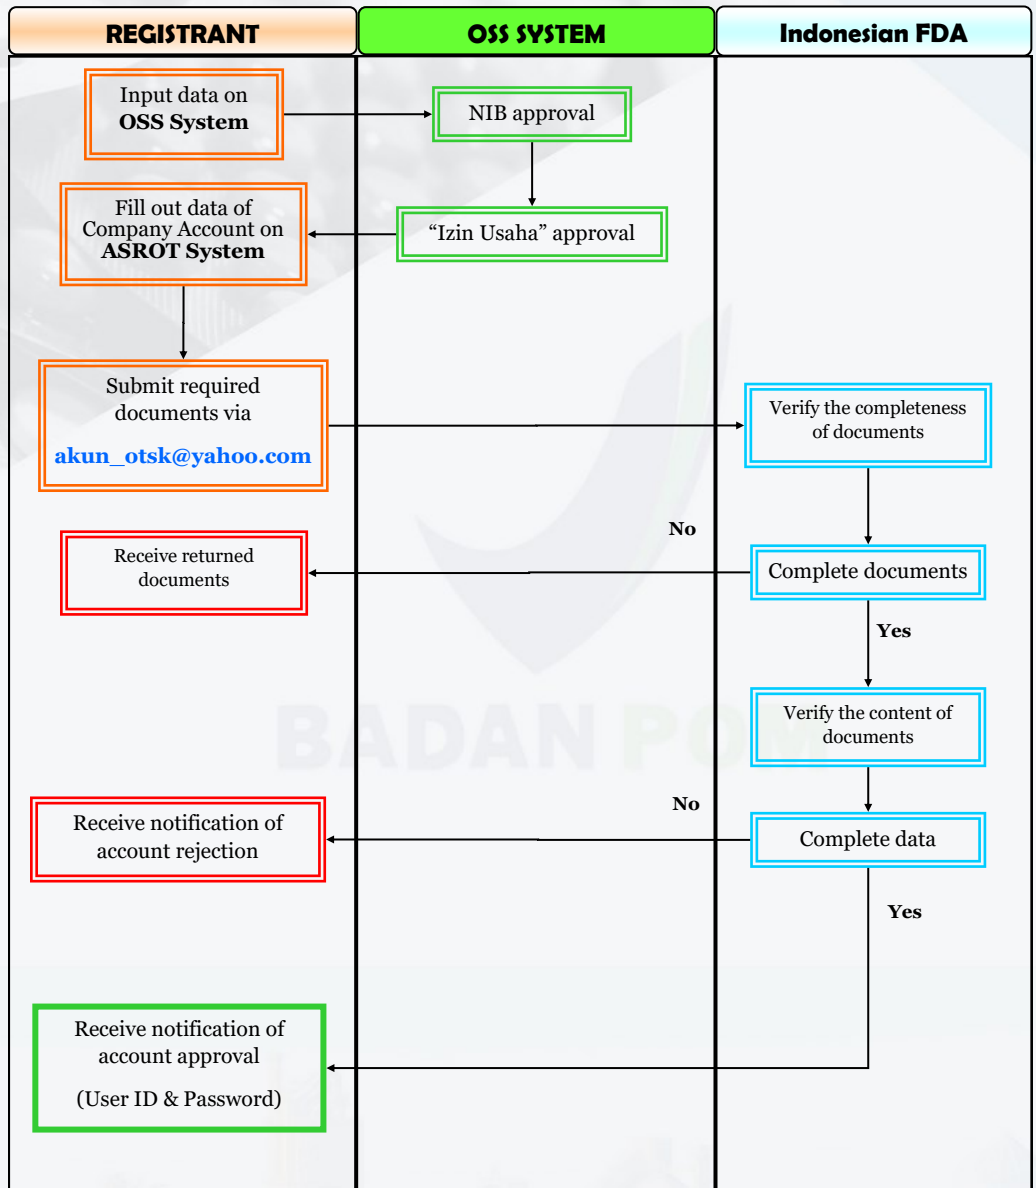 REGISTRANT
OSS SYSTEM
Indonesian FDA
Input data on
OSS System
NIB approval
Fill out data of
Company Account on
ASROT System
“Izin Usaha” approval
Submit required
documents via
akun_otsk@yahoo.com
Verify the completeness
of documents
No
Receive returned
documents
Complete documents
Yes
Verify the content of
documents
BADAN POM
No
Receive notification of
account rejection
Complete data
Yes
Receive notification of
account approval
(User ID & Password)